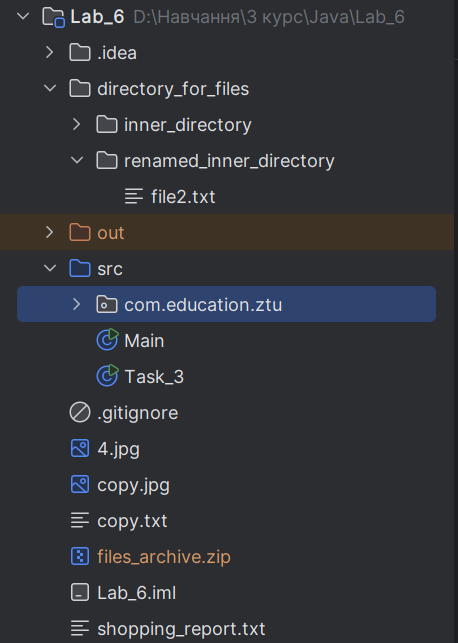 Lab_6 D:\Навчання\3 курс\Java\Lab_6
.idea
directory_for_files
inner_directory
renamed_inner_directory
file2.txt
out
src
com.education.ztu
Main
Task_3
.gitignore
4.jpg
copy.jpg
copy.txt
files_archive.zip
Lab_6.iml
shopping_report.txt